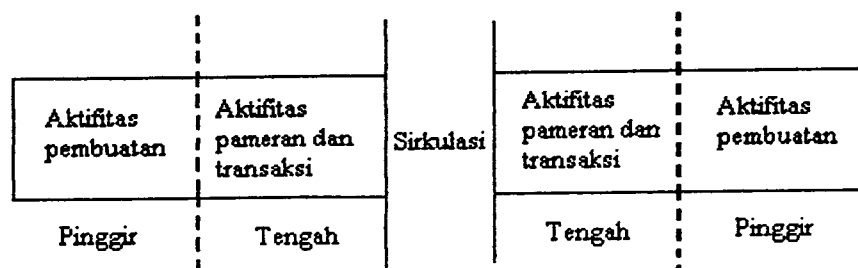 Aktifitas
pembuatan
Aktifitas
pameran dan
transaksi
Sirkulasi
Aktifitas
pameran dan
transaksi
Aktifitas
pembuatan
Pinggir
Tengah
Tengah
Pinggir